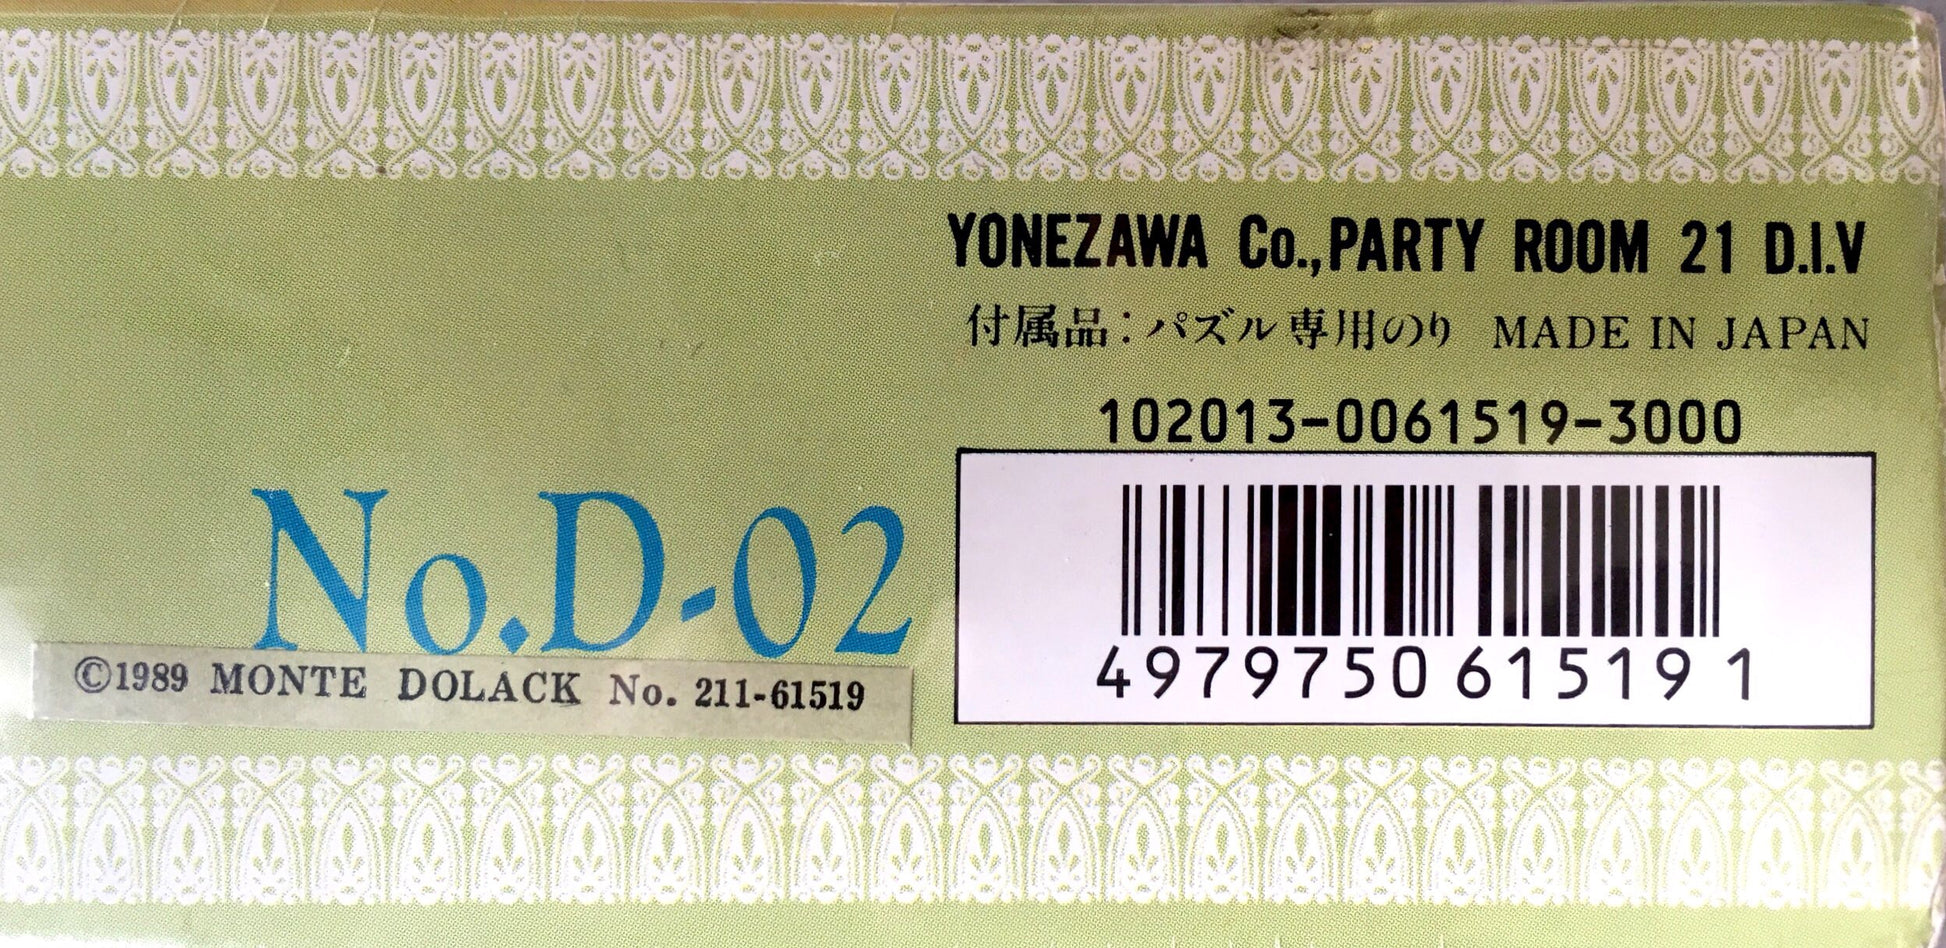 YONEZAWA Co.,PARTY ROOM 21 D.I.V
付属品：パズル専用のり MADE IN JAPAN
102013-0061519-3000
No.D-02
©1989 MONTE DOLACK No. 211-61519
4979750615191